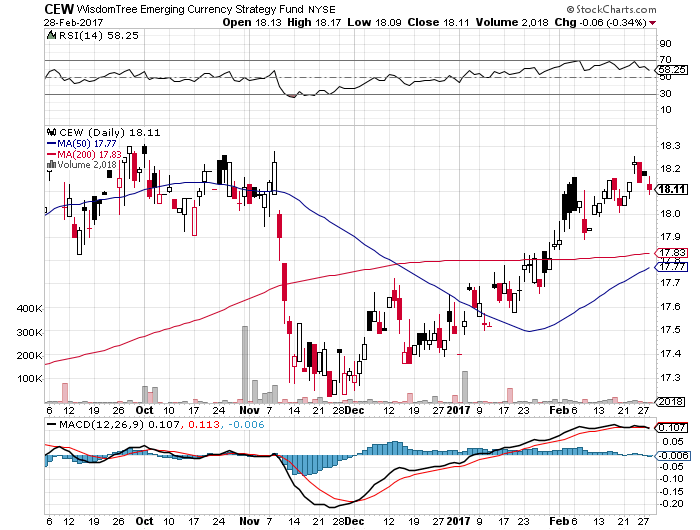 CEW WisdomTree Emerging Currency Strategy Fund NYSE © StockCharts.com
28-Feb-2017 Open 18.13 High 18.17 Low 18.09 Close 18.11 Volume 2,018 Chg -0.06 (-0.34%)
RSI(14) 58.25
90
70
58.25
50
30
10
CEW (Daily) 18.11
MA(50) 17.77
MA(200) 17.83
Volume 2,018
18.3
18.2
18.11
18.0
17.9
17.83
17.8
17.77
17.7
17.6
17.5
17.4
17.3
400K
300K
200K
100K
2018
6 12 19 26 Oct 10 17 24 Nov 7 14 21 28 Dec 12 19 27 2017 9 17 23 Feb 6 13 21 27
MACD(12,26,9) 0.107, 0.113, -0.006
0.107
0.05
-0.006
-0.05
-0.10
-0.15
-0.20
6 12 19 26 Oct 10 17 24 Nov 7 14 21 28 Dec 12 19 27 2017 9 17 23 Feb 6 13 21 27